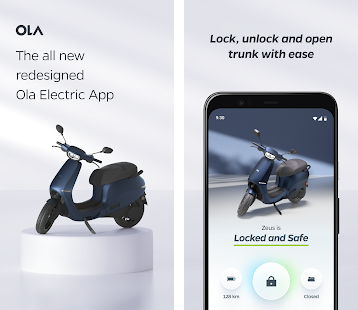 OLA
The all new
redesigned
Ola Electric App
Lock, unlock and open
trunk with ease
9:30
Zeus is
Locked and Safe
128 km
Closed